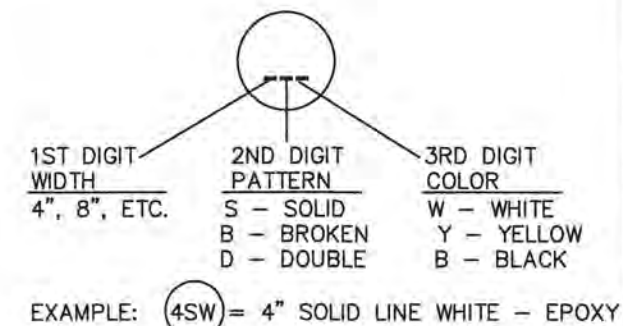 1ST DIGIT 2ND DIGIT 3RD DIGIT
WIDTH PATTERN COLOR
4", 8", ETC. S – SOLID W – WHITE
B – BROKEN Y – YELLOW
D – DOUBLE B – BLACK
EXAMPLE: 4SW = 4" SOLID LINE WHITE – EPOXY